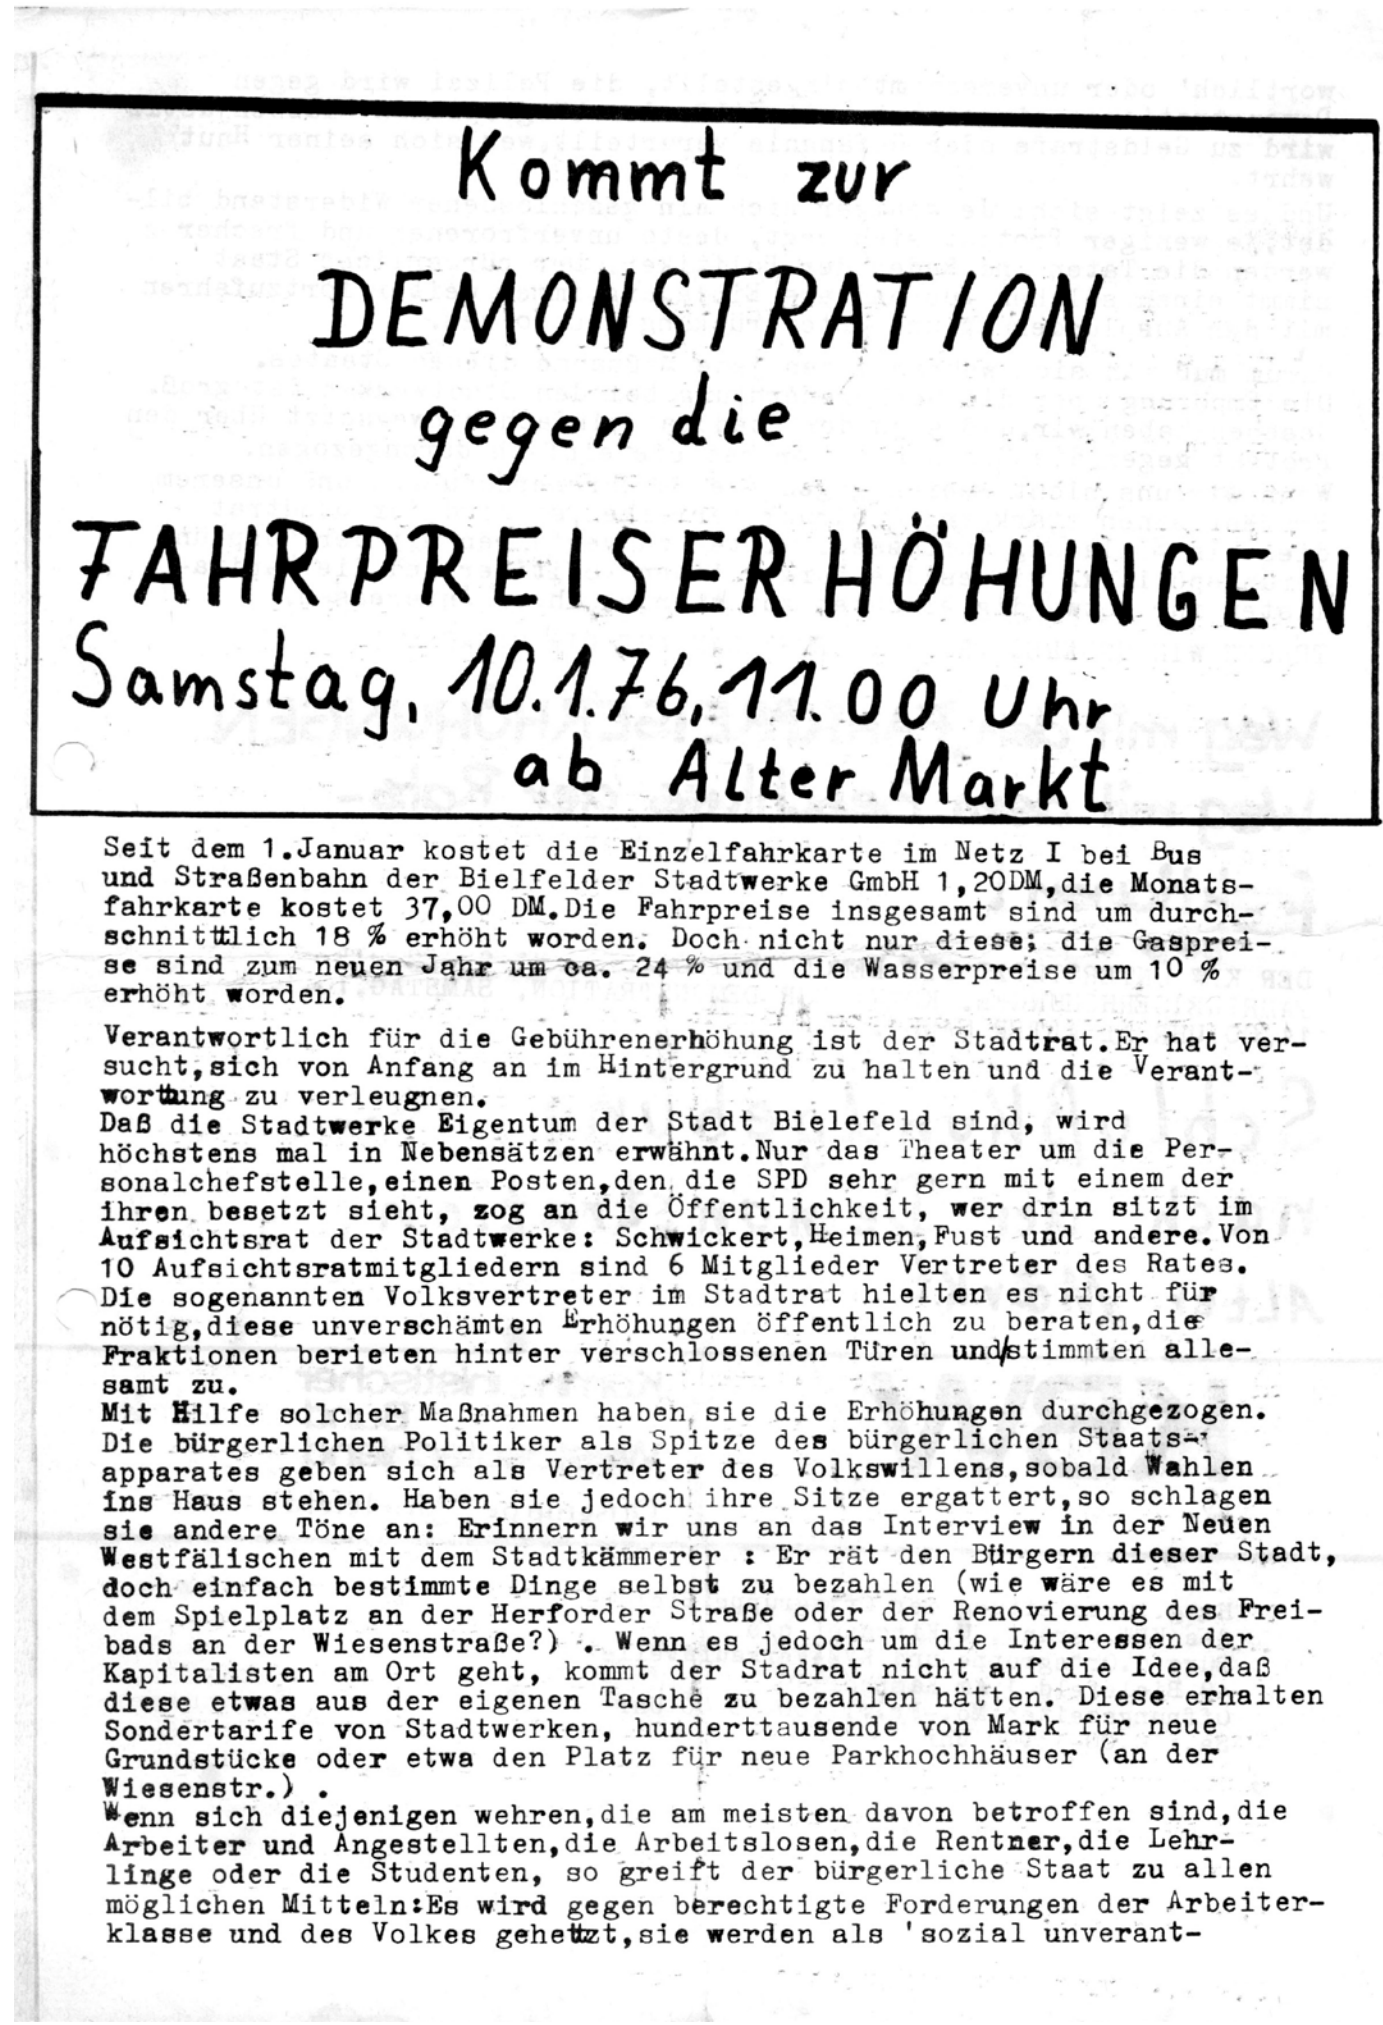 Kommt zur
DEMONSTRATION
gegen die
FAHRPREISERHÖHUNGEN
Samstag, 10.1.76, 11.00 Uhr
ab Alter Markt
Seit dem 1.Januar kostet die Einzelfahrkarte im Netz I bei Bus
und Straßenbahn der Bielfelder Stadtwerke GmbH 1,20DM,die Monats-
fahrkarte kostet 37,00 DM.Die Fahrpreise insgesamt sind um durch-
schnitttlich 18 % erhöht worden. Doch nicht nur diese; die Gasprei-
se sind zum neuen Jahr um ca. 24 % und die Wasserpreise um 10 %
erhöht worden.
Verantwortlich für die Gebührenerhöhung ist der Stadtrat.Er hat ver-
sucht,sich von Anfang an im Hintergrund zu halten und die Verant-
wortung zu verleugnen.
Daß die Stadtwerke Eigentum der Stadt Bielefeld sind, wird
höchstens mal in Nebensätzen erwähnt.Nur das Theater um die Per-
sonalchefstelle,einen Posten,den die SPD sehr gern mit einem der
ihren besetzt sieht, zog an die Öffentlichkeit, wer drin sitzt im
Aufsichtsrat der Stadtwerke: Schwickert,Heimen,Fust und andere.Von
10 Aufsichtsratmitgliedern sind 6 Mitglieder Vertreter des Rates.
Die sogenannten Volksvertreter im Stadtrat hielten es nicht für
nötig,diese unverschämten Erhöhungen öffentlich zu beraten,die
Fraktionen berieten hinter verschlossenen Türen und/stimmten alle-
samt zu.
Mit Hilfe solcher Maßnahmen haben sie die Erhöhungen durchgezogen.
Die bürgerlichen Politiker als Spitze des bürgerlichen Staats-
apparates geben sich als Vertreter des Volkswillens,sobald Wahlen
ins Haus stehen. Haben sie jedoch ihre Sitze ergattert,so schlagen
sie andere Töne an: Erinnern wir uns an das Interview in der Neuen
Westfälischen mit dem Stadtkämmerer : Er rät den Bürgern dieser Stadt,
doch einfach bestimmte Dinge selbst zu bezahlen (wie wäre es mit
dem Spielplatz an der Herforder Straße oder der Renovierung des Frei-
bads an der Wiesenstraße?) . Wenn es jedoch um die Interessen der
Kapitalisten am Ort geht, kommt der Stadrat nicht auf die Idee,daß
diese etwas aus der eigenen Tasche zu bezahlen hätten. Diese erhalten
Sondertarife von Stadtwerken, hunderttausende von Mark für neue
Grundstücke oder etwa den Platz für neue Parkhochhäuser (an der
Wiesenstr.) .
Wenn sich diejenigen wehren,die am meisten davon betroffen sind,die
Arbeiter und Angestellten,die Arbeitslosen,die Rentner,die Lehr-
linge oder die Studenten, so greift der bürgerliche Staat zu allen
möglichen Mitteln:Es wird gegen berechtigte Forderungen der Arbeiter-
klasse und des Volkes gehetzt,sie werden als 'sozial unverant-